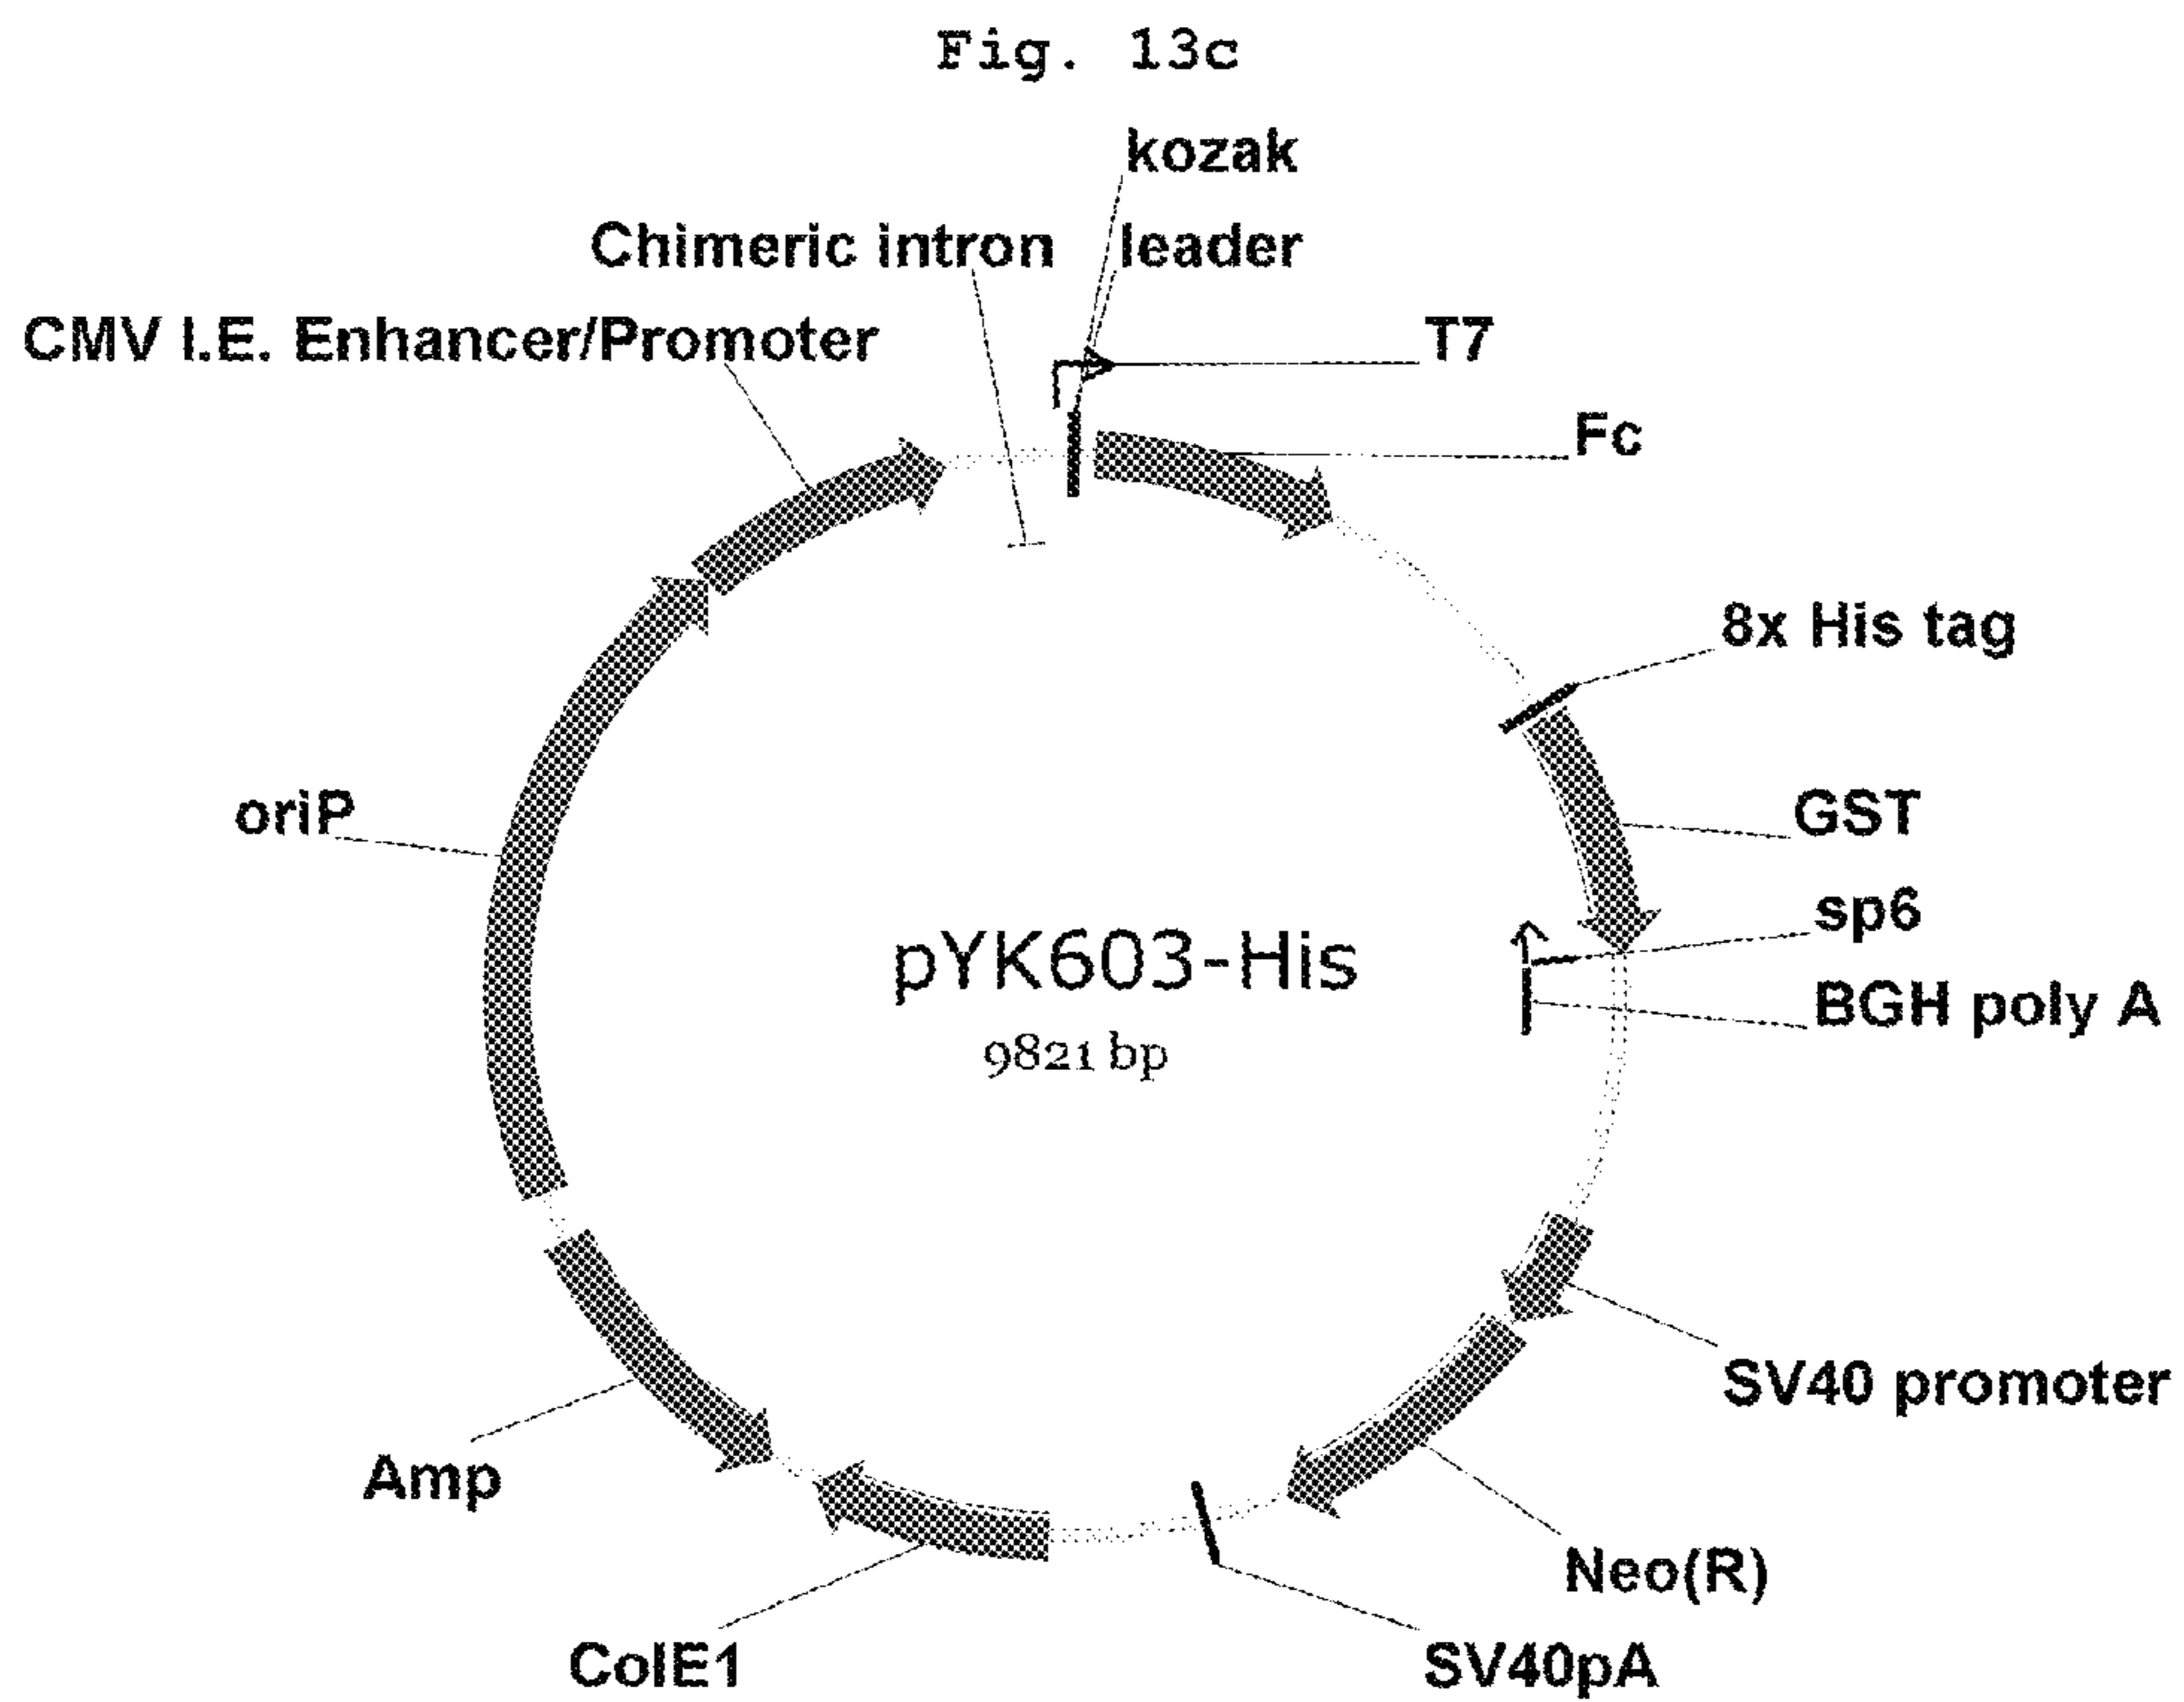 Fig. 13c
kozak
Chimeric intron
leader
CMV I.E. Enhancer/Promoter
T7
Fc
8x His tag
oriP
GST
sp6
pYK603-His
BGH poly A
9821 bp
SV40 promoter
Amp
Neo(R)
ColE1
SV40pA